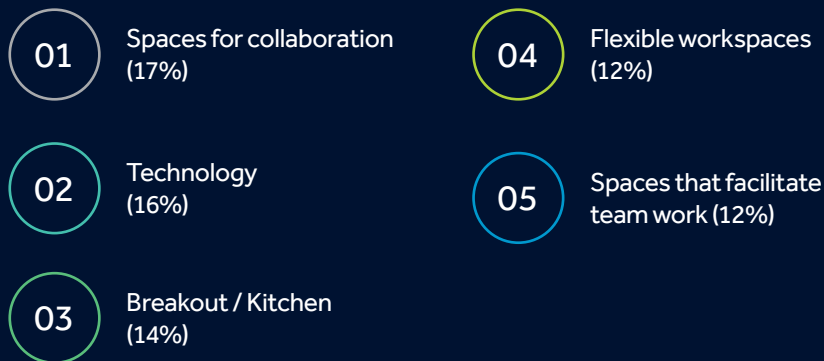 01
Spaces for collaboration
(17%)
02
Technology
(16%)
03
Breakout / Kitchen
(14%)
04
Flexible workspaces
(12%)
05
Spaces that facilitate
team work (12%)